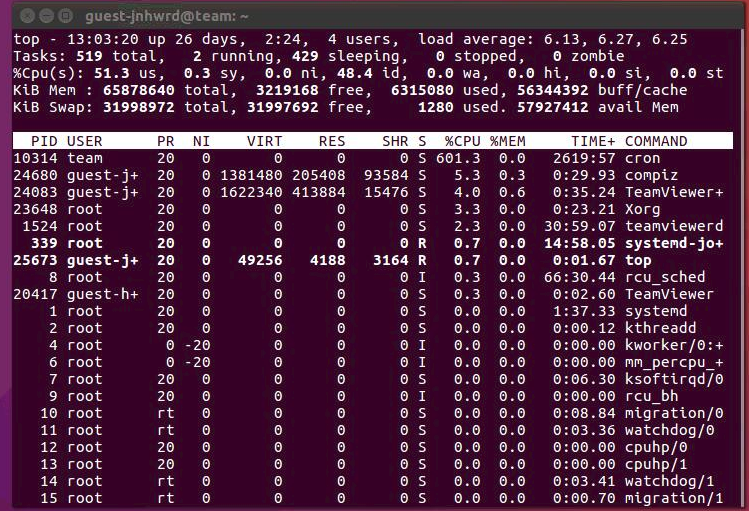 guest-jnhwrd@team: ~
top - 13:03:20 up 26 days,  2:24,  4 users,  load average: 6.13, 6.27, 6.25
Tasks: 519 total,   2 running, 429 sleeping,   0 stopped,   0 zombie
%Cpu(s): 51.3 us,  0.3 sy,  0.0 ni, 48.4 id,  0.0 wa,  0.0 hi,  0.0 si,  0.0 st
KiB Mem : 65878640 total,  3219168 free,  6315080 used, 56344392 buff/cache
KiB Swap: 31998972 total, 31997692 free,     1280 used. 57927412 avail Mem
PID USER PR NI VIRT RES SHR S %CPU %MEM TIME+ COMMAND
10314 team 20 0 0 0 0 S 601.3 0.0 2619:57 cron
24680 guest-j+ 20 0 1381480 205408 93584 S 5.3 0.3 0:29.93 compiz
24083 guest-j+ 20 0 1622340 413884 15476 S 4.0 0.6 0:35.24 TeamViewer+
23648 root 20 0 0 0 0 S 3.3 0.0 0:23.21 Xorg
1524 root 20 0 0 0 0 S 2.3 0.0 30:59.07 teamviewerd
339 root 20 0 0 0 0 R 0.7 0.0 14:58.05 systemd-jo+
25673 guest-j+ 20 0 49256 4188 3164 R 0.7 0.0 0:01.67 top
8 root 20 0 0 0 0 I 0.3 0.0 66:30.44 rcu_sched
20417 guest-h+ 20 0 0 0 0 S 0.3 0.0 0:02.60 TeamViewer
1 root 20 0 0 0 0 S 0.0 0.0 1:37.33 systemd
2 root 20 0 0 0 0 S 0.0 0.0 0:00.12 kthreadd
4 root 0 -20 0 0 0 I 0.0 0.0 0:00.00 kworker/0:+
6 root 0 -20 0 0 0 I 0.0 0.0 0:00.00 mm_percpu_+
7 root 20 0 0 0 0 S 0.0 0.0 0:06.30 ksoftirqd/0
9 root 20 0 0 0 0 I 0.0 0.0 0:00.00 rcu_bh
10 root rt 0 0 0 0 S 0.0 0.0 0:08.84 migration/0
11 root rt 0 0 0 0 S 0.0 0.0 0:03.36 watchdog/0
12 root 20 0 0 0 0 S 0.0 0.0 0:00.00 cpuhp/0
13 root 20 0 0 0 0 S 0.0 0.0 0:00.00 cpuhp/1
14 root rt 0 0 0 0 S 0.0 0.0 0:03.41 watchdog/1
15 root rt 0 0 0 0 S 0.0 0.0 0:00.70 migration/1